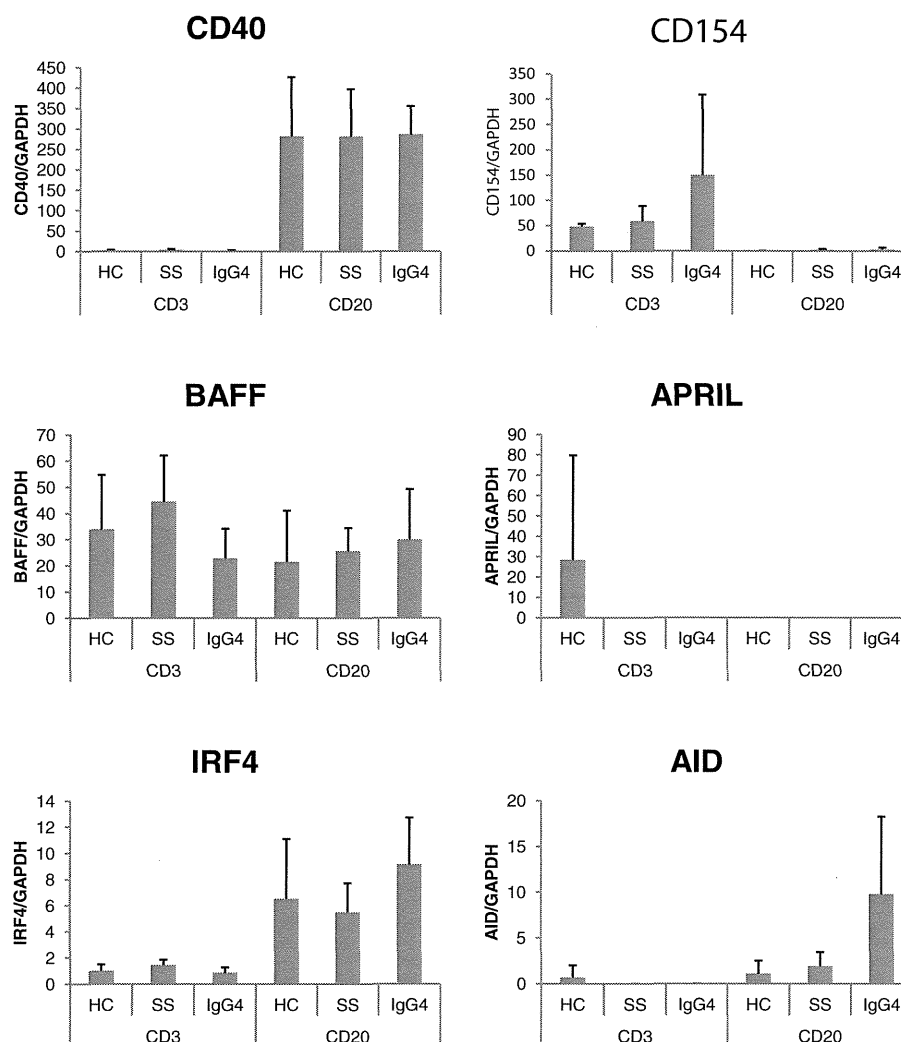 CD40
CD40/GAPDH
450
400
350
300
250
200
150
100
50
0
HC SS IgG4 HC SS IgG4
CD3 CD20
CD154
CD154/GAPDH
350
300
250
200
150
100
50
0
HC SS IgG4 HC SS IgG4
CD3 CD20
BAFF
BAFF/GAPDH
70
60
50
40
30
20
10
0
HC SS IgG4 HC SS IgG4
CD3 CD20
APRIL
APRIL/GAPDH
90
80
70
60
50
40
30
20
10
0
HC SS IgG4 HC SS IgG4
CD3 CD20
IRF4
IRF4/GAPDH
14
12
10
8
6
4
2
0
HC SS IgG4 HC SS IgG4
CD3 CD20
AID
AID/GAPDH
20
15
10
5
0
HC SS IgG4 HC SS IgG4
CD3 CD20